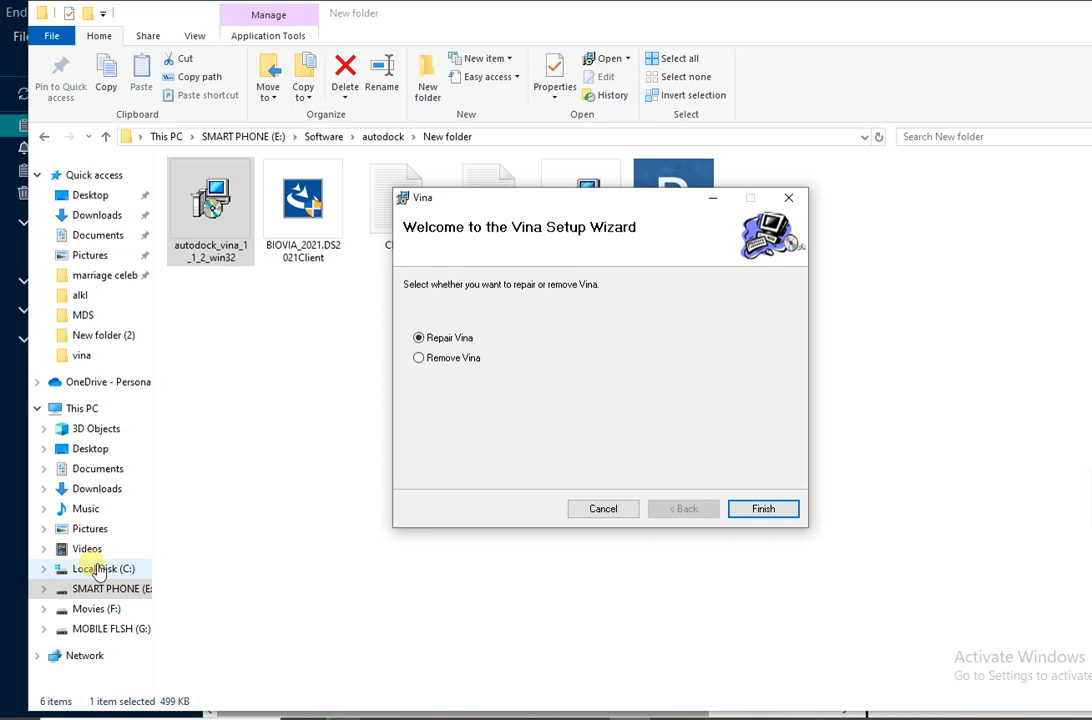 End
Manage
New folder
File
Home
Share
View
Application Tools
Pin to Quick access
Copy
Paste
Cut
Copy path
Paste shortcut
Clipboard
Move to
Copy to
Delete
Rename
Organize
New folder
New item
Easy access
New
Properties
Open
Edit
History
Open
Select all
Select none
Invert selection
Select
This PC > SMART PHONE (E:) > Software > autodock > New folder
Search New folder
Quick access
Desktop
Downloads
Documents
Pictures
marriage celeb
alkl
MDS
New folder (2)
vina
OneDrive - Persona
This PC
3D Objects
Desktop
Documents
Downloads
Music
Pictures
Videos
Local Disk (C:)
SMART PHONE (E:
Movies (F:)
MOBILE FLSH (G:)
Network
autodock_vina_1
_1_2_win32
BIOVIA_2021.DS2
021Client
Vina
Welcome to the Vina Setup Wizard
Select whether you want to repair or remove Vina.
Repair Vina
Remove Vina
Cancel
< Back
Finish
Activate Windows
Go to Settings to activate
6 items
1 item selected 499 KB